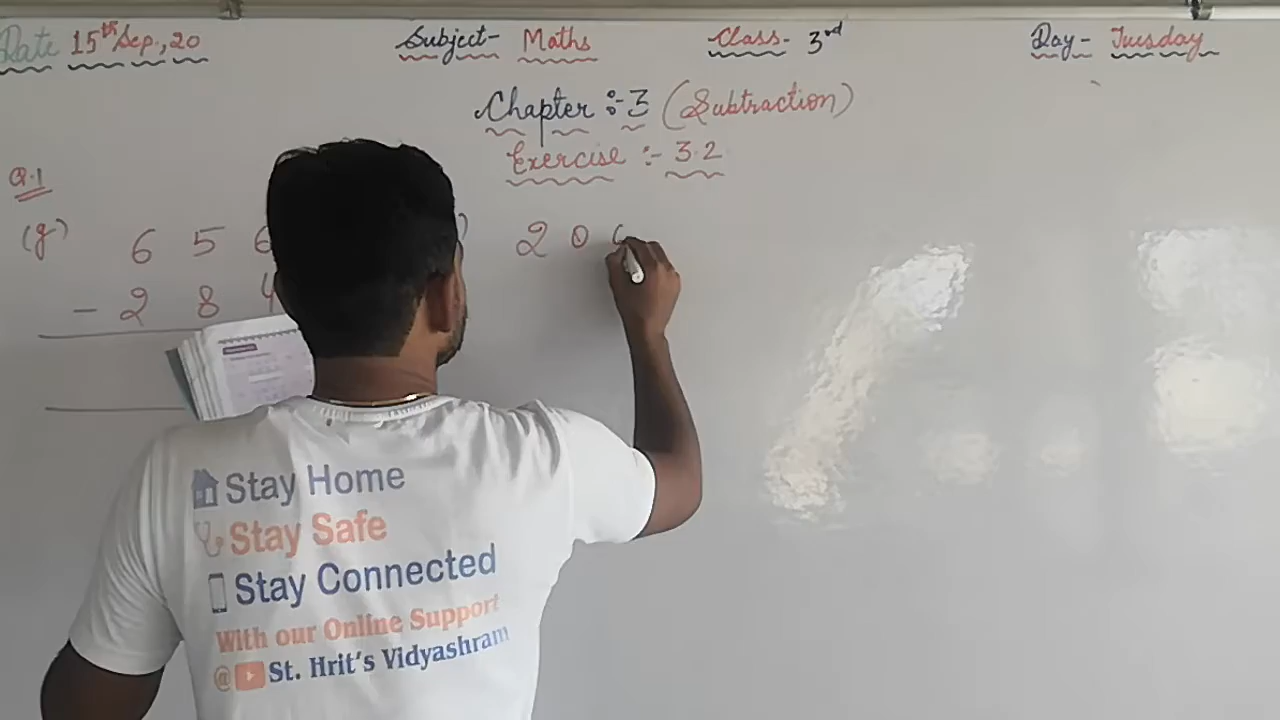 Date 15th Sep., 20 Subject- Maths Class- 3rd Day- Tuesday
Chapter :- 3 (Subtraction)
Exercise :- 3.2
Q.1
(g) 6 5 6 ) 2 0
- 2 8 4
Stay Home
Stay Safe
Stay Connected
With our Online Support
@ St. Hrit's Vidyashram